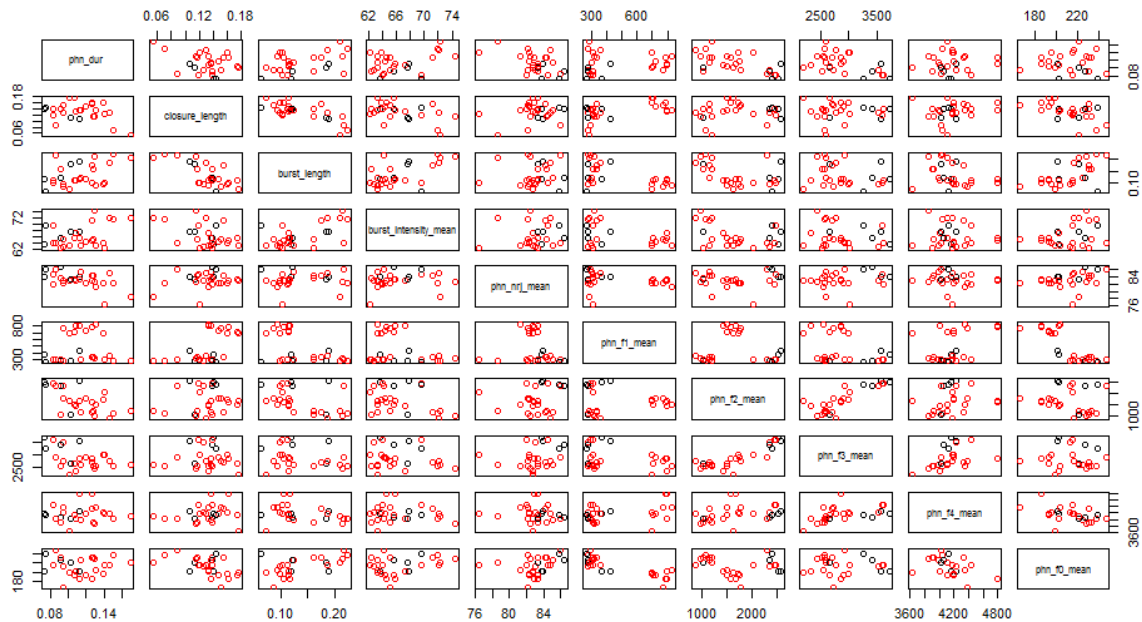 0.06 0.12 0.18 62 66 70 74 300 600 2500 3500 180 220
phn_dur 0.08
0.06 0.18 closure_length
burst_length 0.10
62 72 burst_intensity_mean
phn_nrj_mean 76 84
300 800 phn_f1_mean
phn_f2_mean 1000
2500 phn_f3_mean
phn_f4_mean 3600
180 phn_f0_mean
0.08 0.14 0.10 0.20 76 80 84 1000 2000 3600 4200 4800